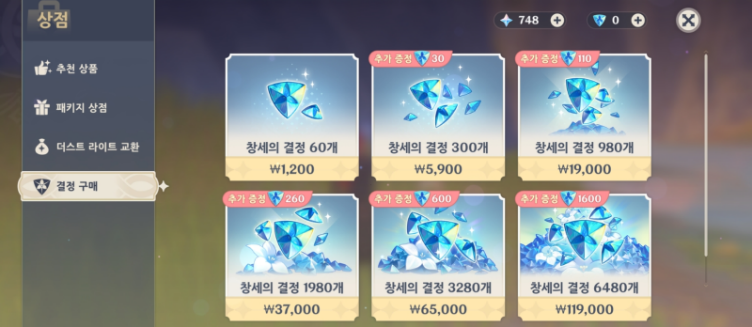 상점
748
0
추천 상품
패키지 상점
더스트 라이트 교환
결정 구매
창세의 결정 60개
₩1,200
추가 증정 30
창세의 결정 300개
₩5,900
추가 증정 110
창세의 결정 980개
₩19,000
추가 증정 260
창세의 결정 1980개
₩37,000
추가 증정 600
창세의 결정 3280개
₩65,000
추가 증정 1600
창세의 결정 6480개
₩119,000